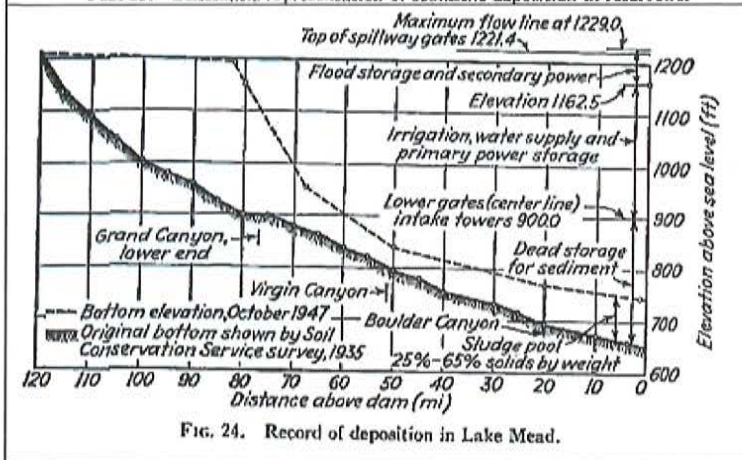 Maximum flow line at 1229.0
Top of spillway gates 1221.4
Flood storage and secondary power
Elevation 1162.5
Irrigation, water supply and
primary power storage
Lower gates (center line)
intake towers 900.0
Grand Canyon,
lower end
Dead storage
for sediment
Virgin Canyon
Bottom elevation, October 1947
Boulder Canyon
Original bottom shown by Soil
Conservation Service survey, 1935
Sludge pool
25%-65% solids by weight
1200
1100
1000
900
800
700
600
Elevation above sea level (ft)
120 110 100 90 80 70 60 50 40 30 20 10 0
Distance above dam (mi)
FIG. 24. Record of deposition in Lake Mead.